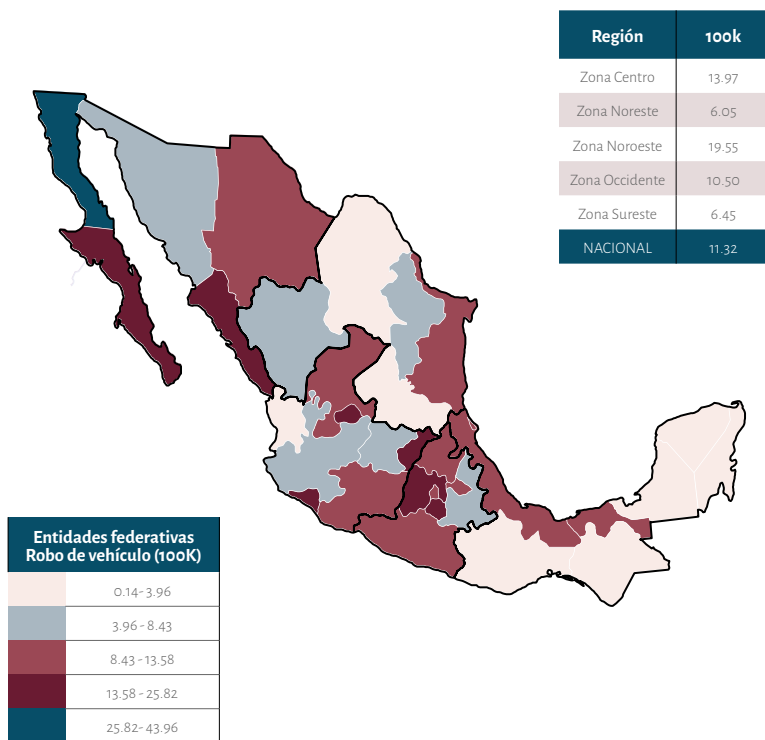 Región 100k
Zona Centro 13.97
Zona Noreste 6.05
Zona Noroeste 19.55
Zona Occidente 10.50
Zona Sureste 6.45
NACIONAL 11.32
Entidades federativas
Robo de vehículo (100K)
0.14 - 3.96
3.96 - 8.43
8.43 - 13.58
13.58 - 25.82
25.82- 43.96